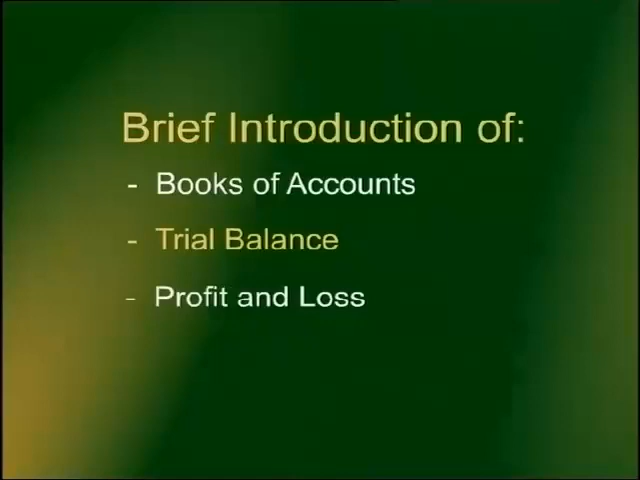 Brief Introduction of:
- Books of Accounts
- Trial Balance
- Profit and Loss